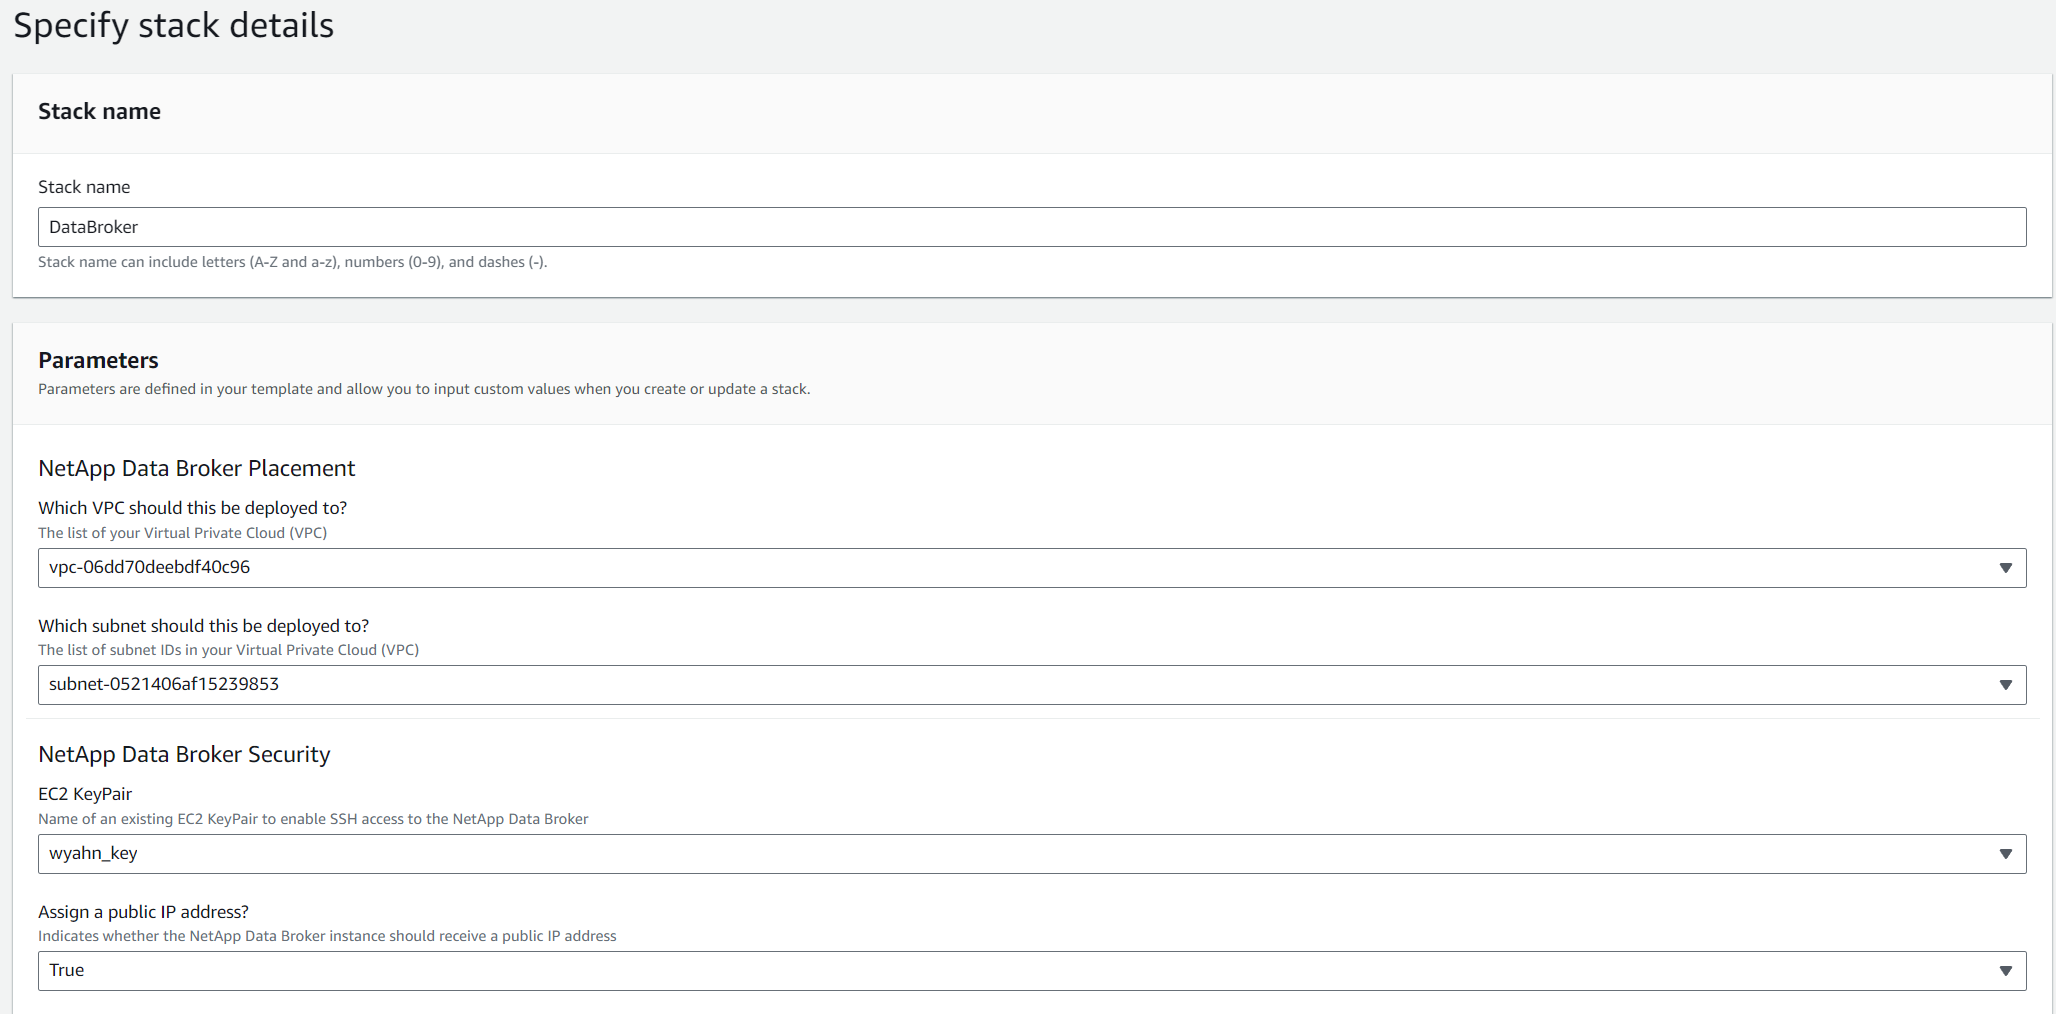 Specify stack details
Stack name
Stack name
DataBroker
Stack name can include letters (A-Z and a-z), numbers (0-9), and dashes (-).
Parameters
Parameters are defined in your template and allow you to input custom values when you create or update a stack.
NetApp Data Broker Placement
Which VPC should this be deployed to?
The list of your Virtual Private Cloud (VPC)
vpc-06dd70deebdf40c96
Which subnet should this be deployed to?
The list of subnet IDs in your Virtual Private Cloud (VPC)
subnet-0521406af15239853
NetApp Data Broker Security
EC2 KeyPair
Name of an existing EC2 KeyPair to enable SSH access to the NetApp Data Broker
wyahn_key
Assign a public IP address?
Indicates whether the NetApp Data Broker instance should receive a public IP address
True